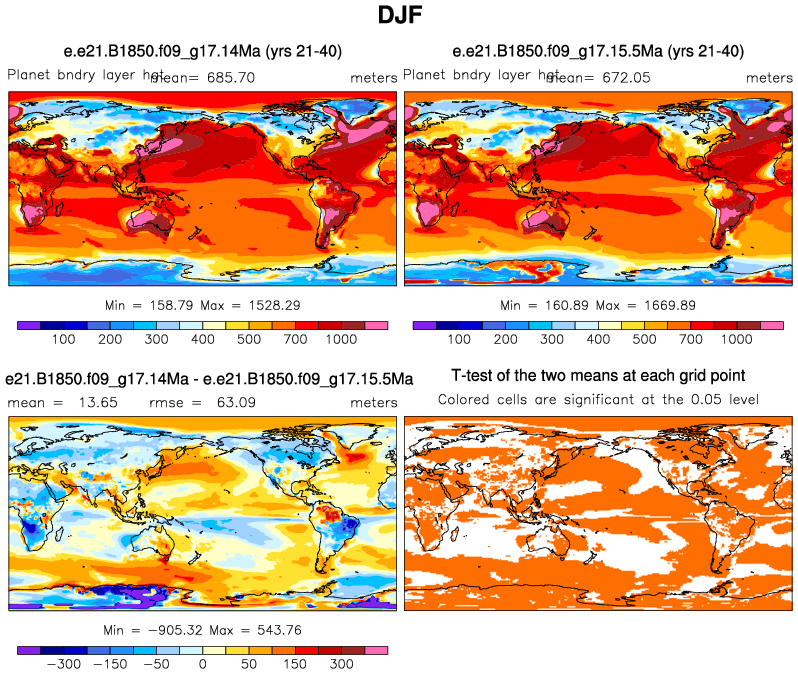 DJF
e.e21.B1850.f09_g17.14Ma (yrs 21-40)
Planet bndry layer hgt mean= 685.70 meters
Min = 158.79 Max = 1528.29
100 200 300 400 500 700 1000
e.e21.B1850.f09_g17.15.5Ma (yrs 21-40)
Planet bndry layer hgt mean= 672.05 meters
Min = 160.89 Max = 1669.89
100 200 300 400 500 700 1000
e21.B1850.f09_g17.14Ma - e.e21.B1850.f09_g17.15.5Ma
mean = 13.65 rmse = 63.09 meters
Min = −905.32 Max = 543.76
−300 −150 −50 0 50 150 300
T-test of the two means at each grid point
Colored cells are significant at the 0.05 level